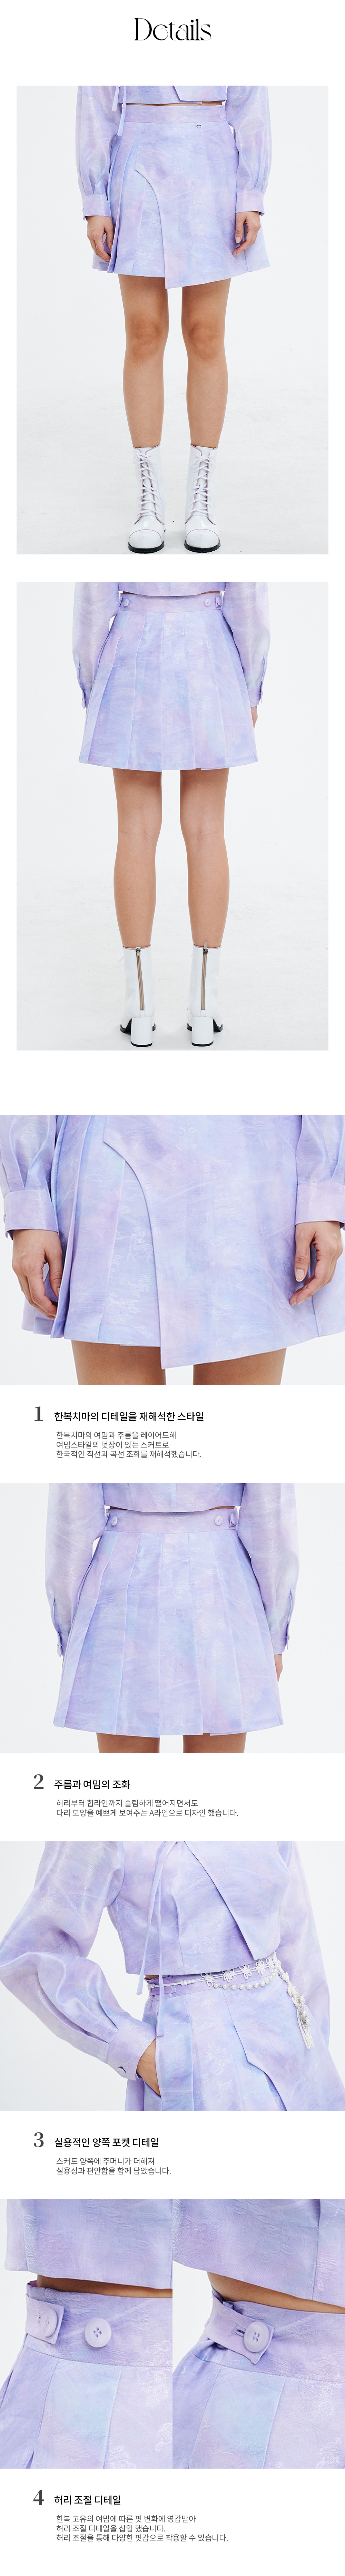 Details
1 한복치마의 디테일을 재해석한 스타일
한복치마의 여밈과 주름을 레이어드해
여밈스타일의 덧장이 있는 스커트로
한국적인 직선과 곡선 조화를 재해석했습니다.
2 주름과 여밈의 조화
허리부터 힙라인까지 슬림하게 떨어지면서도
다리 모양을 예쁘게 보여주는 A라인으로 디자인 했습니다.
3 실용적인 양쪽 포켓 디테일
스커트 양쪽에 주머니가 더해져
실용성과 편안함을 함께 담았습니다.
4 허리 조절 디테일
한복 고유의 여밈에 따른 핏 변화에 영감받아
허리 조절 디테일을 삽입 했습니다.
허리 조절을 통해 다양한 핏감으로 착용할 수 있습니다.